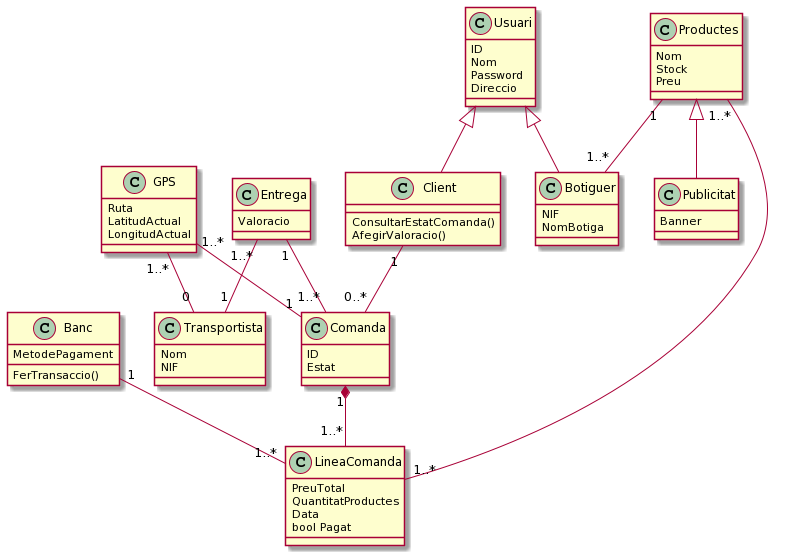 C Usuari
ID
Nom
Password
Direccio
C Productes
Nom
Stock
Preu
1
1..*
1..*
C GPS
Ruta
LatitudActual
LongitudActual
C Entrega
Valoracio
C Client
ConsultarEstatComanda()
AfegirValoracio()
C Botiguer
NIF
NomBotiga
C Publicitat
Banner
1..*
1..*
1..*
1
1
0
1
1
1..*
0..*
C Banc
MetodePagament
FerTransaccio()
C Transportista
Nom
NIF
C Comanda
ID
Estat
1
1
1..*
1..*
1..*
C LineaComanda
PreuTotal
QuantitatProductes
Data
bool Pagat